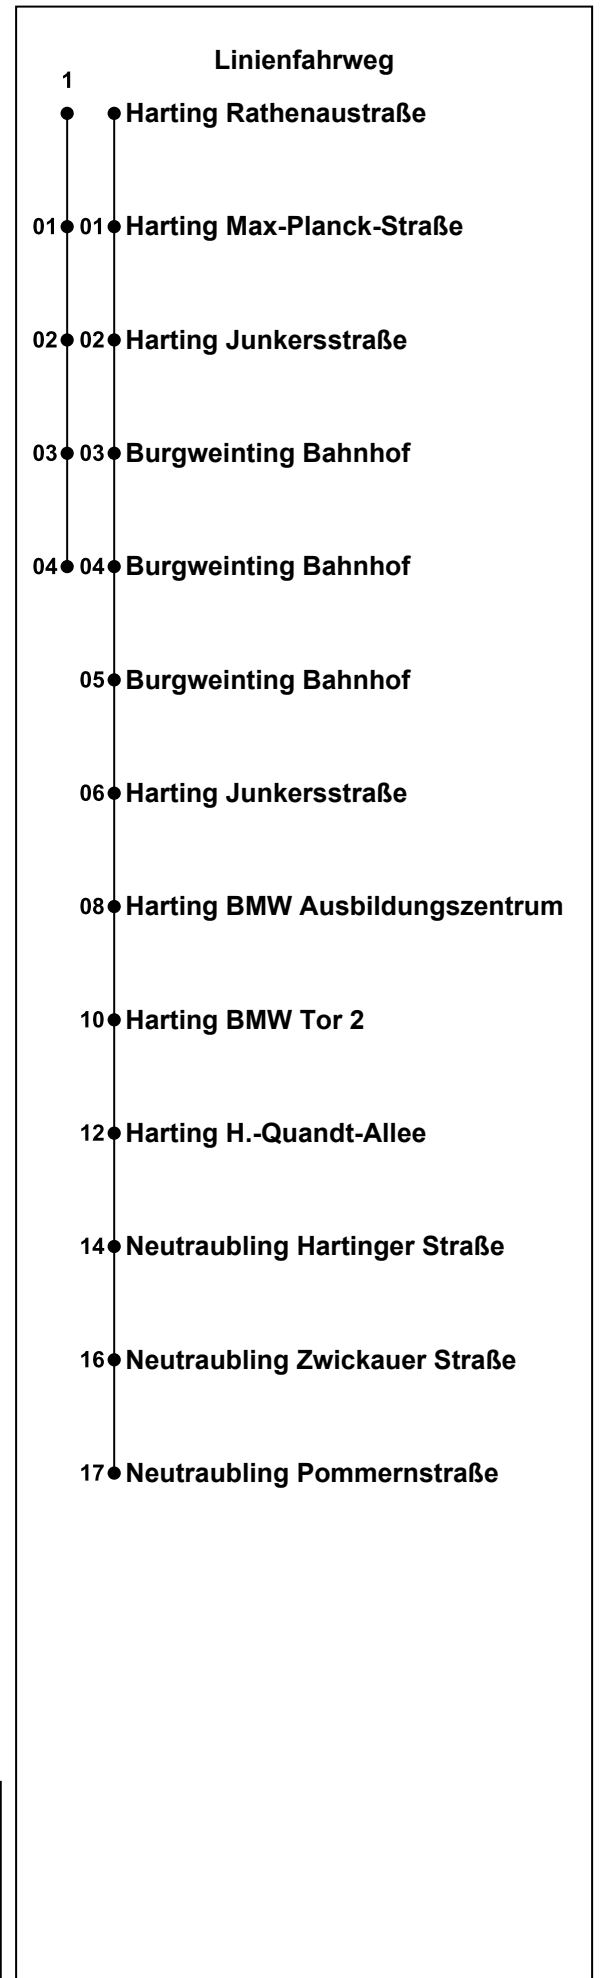 Linienfahrweg
1
Harting Rathenaustraße
01 01 Harting Max-Planck-Straße
02 02 Harting Junkersstraße
03 03 Burgweinting Bahnhof
04 04 Burgweinting Bahnhof
05 Burgweinting Bahnhof
06 Harting Junkersstraße
08 Harting BMW Ausbildungszentrum
10 Harting BMW Tor 2
12 Harting H.-Quandt-Allee
14 Neutraubling Hartinger Straße
16 Neutraubling Zwickauer Straße
17 Neutraubling Pommernstraße